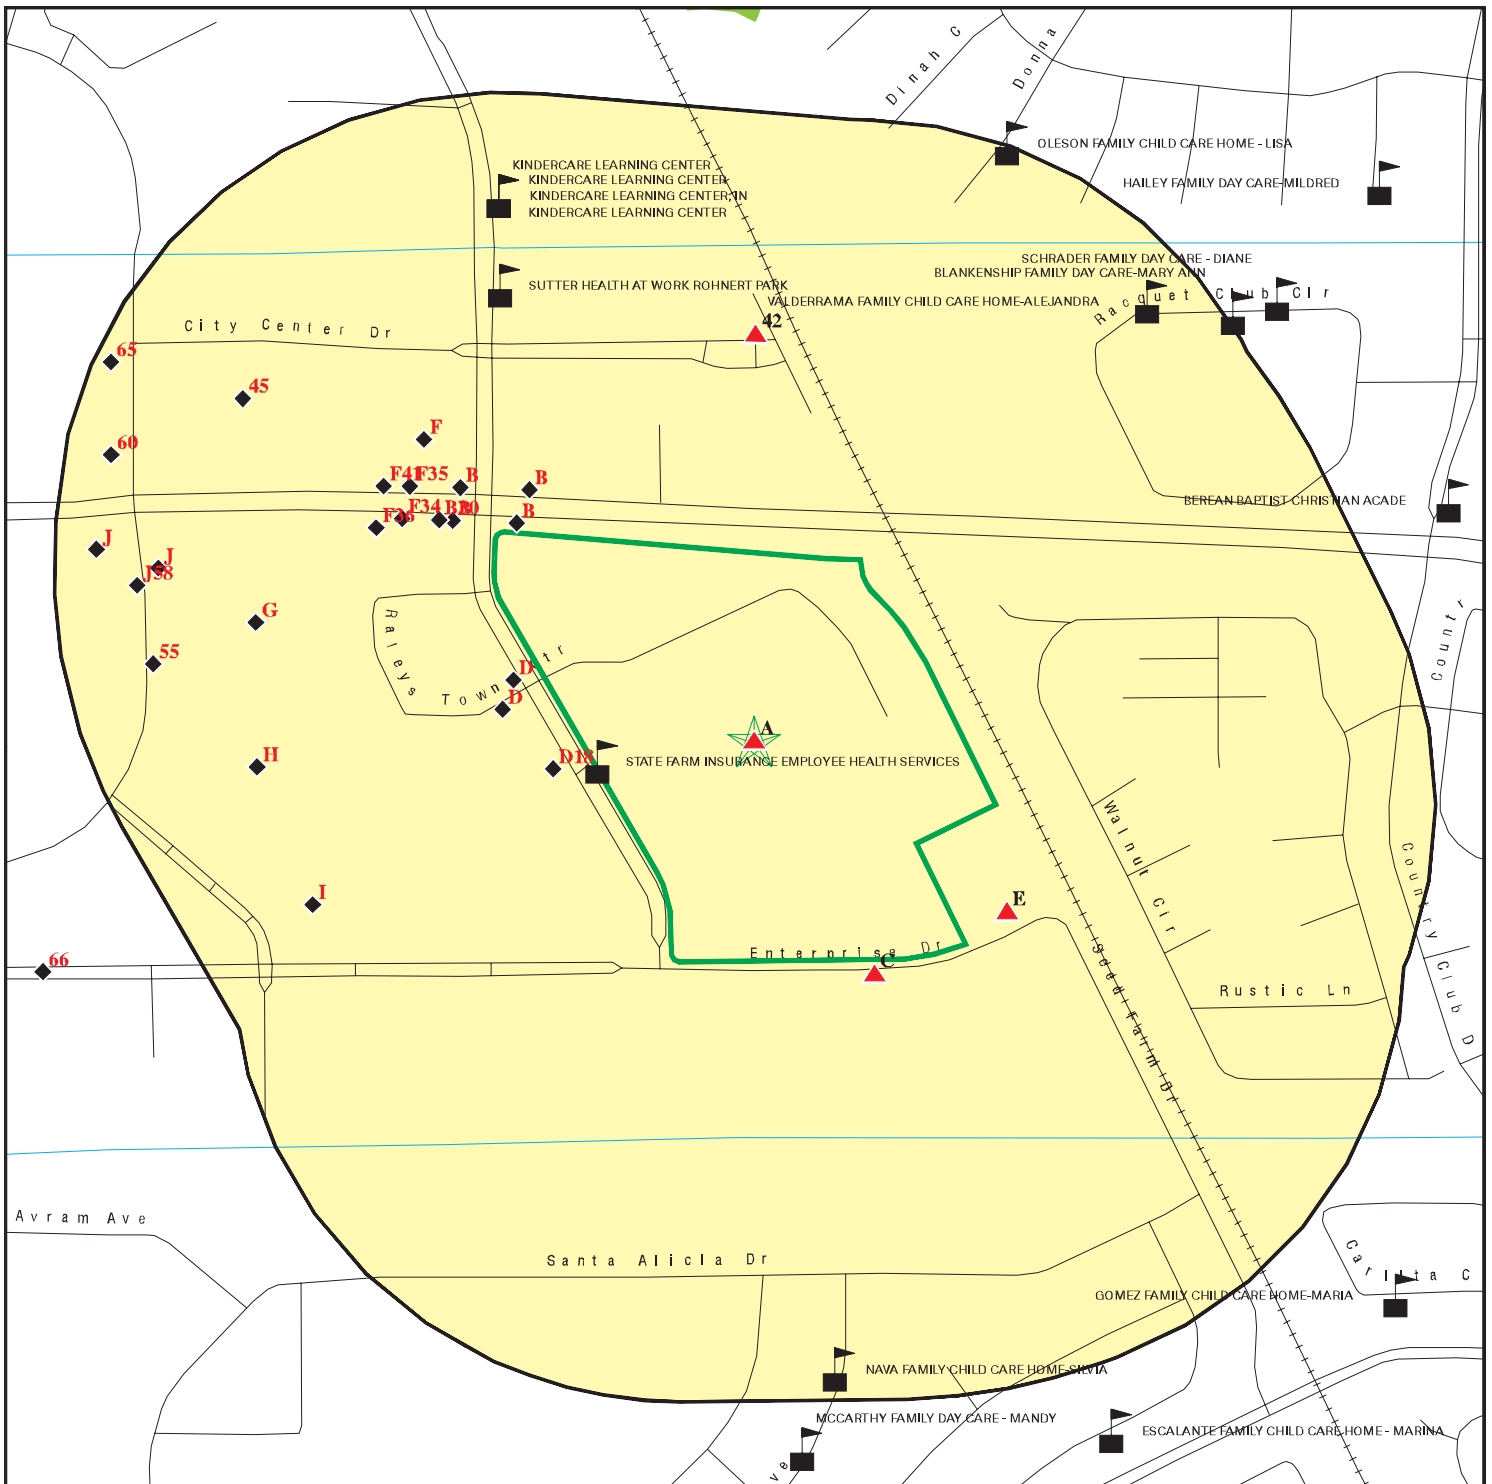 Dinah C
Donna
OLESON FAMILY CHILD CARE HOME - LISA
KINDERCARE LEARNING CENTER
KINDERCARE LEARNING CENTER
KINDERCARE LEARNING CENTER, IN
KINDERCARE LEARNING CENTER
HAILEY FAMILY DAY CARE-MILDRED
SCHRADER FAMILY DAY CARE - DIANE
BLANKENSHIP FAMILY DAY CARE-MARY ANN
SUTTER HEALTH AT WORK ROHNERT PARK
VALDERRAMA FAMILY CHILD CARE HOME-ALEJANDRA
Racquet Club Cir
42
City Center Dr
65
45
F
60
F41
F35
B
B
BEREAN BAPTIST CHRISTIAN ACADE
F34
B
F36
J
J
J58
Countr
Raleys Town
G
55
D
D
A
H
D18
STATE FARM INSURANCE EMPLOYEE HEALTH SERVICES
Walnut Cir
Country Club D
I
E
Enterprise Dr
C
66
Seed Farm Dr
Rustic Ln
Avram Ave
Santa Alicia Dr
GOMEZ FAMILY CHILD CARE HOME-MARIA
NAVA FAMILY CHILD CARE HOME-SILVIA
MCCARTHY FAMILY DAY CARE - MANDY
ESCALANTE FAMILY CHILD CARE HOME - MARINA